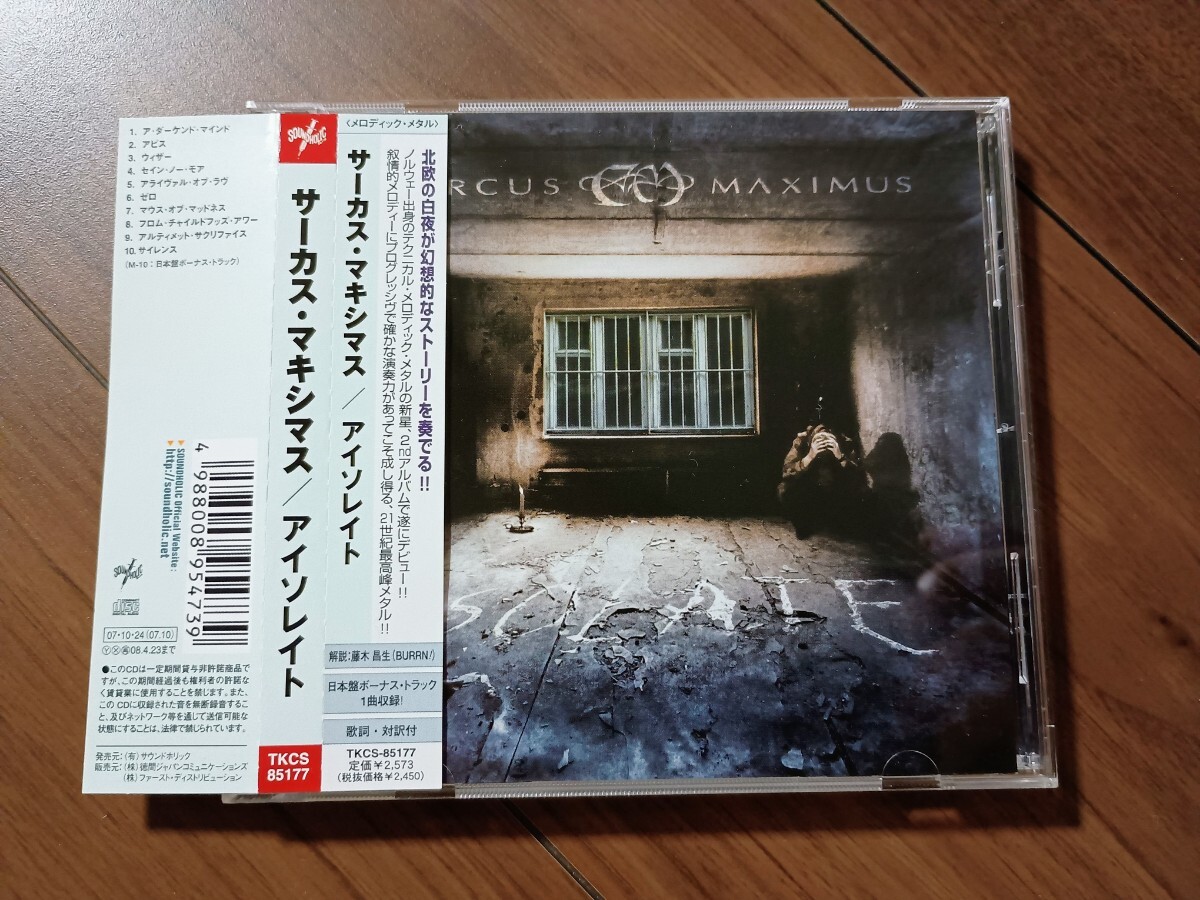 1. ア・ダーケンド・マインド
2. アビス
3. ウィザー
4. セイン・ノー・モア
5. アライヴァル・オブ・ラヴ
6. ゼロ
7. マウス・オブ・マッドネス
8. フロム・チャイルドフッズ・アワー
9. アルティメット・サクリファイス
10. サイレンス
(M-10:日本盤ボーナス・トラック)
SOUNDHOLIC Official Website:
http://soundholic.net
4 988008 954739
SOUNDHOLIC
07・10・24(07.10)
08.4.23まで
●このCDは一定期間貸与非許諾商品で
すが、この期間経過後も権利者の許諾な
く賃貸業に使用することを禁じます。また、
このCDに収録された音を無断録音するこ
と、及びネットワーク等を通じて送信可能な
状態にすることは、法律で禁じられています。
発売元:(有)サウンドホリック
販売元:(株)徳間ジャパンコミュニケーションズ
(株)ファースト・ディストリビューション
SOUNDHOLIC
サーカス・マキシマス/アイソレイト
TKCS
85177
〈メロディック・メタル〉
北欧の白夜が幻想的なストーリーを奏でる!!
ノルウェー出身のテクニカル・メロディック・メタルの新星、2ndアルバムで遂にデビュー!!
叙情的メロディーにプログレッシヴで確かな演奏力があってこそ成し得る、21世紀最高峰メタル!!
サーカス・マキシマス/アイソレイト
解説:藤木 昌生(BURRN!)
日本盤ボーナス・トラック
1曲収録!
歌詞・対訳付
TKCS-85177
定価¥2,573
(税抜価格¥2,450)
RCUS MAXIMUS
SOLATE